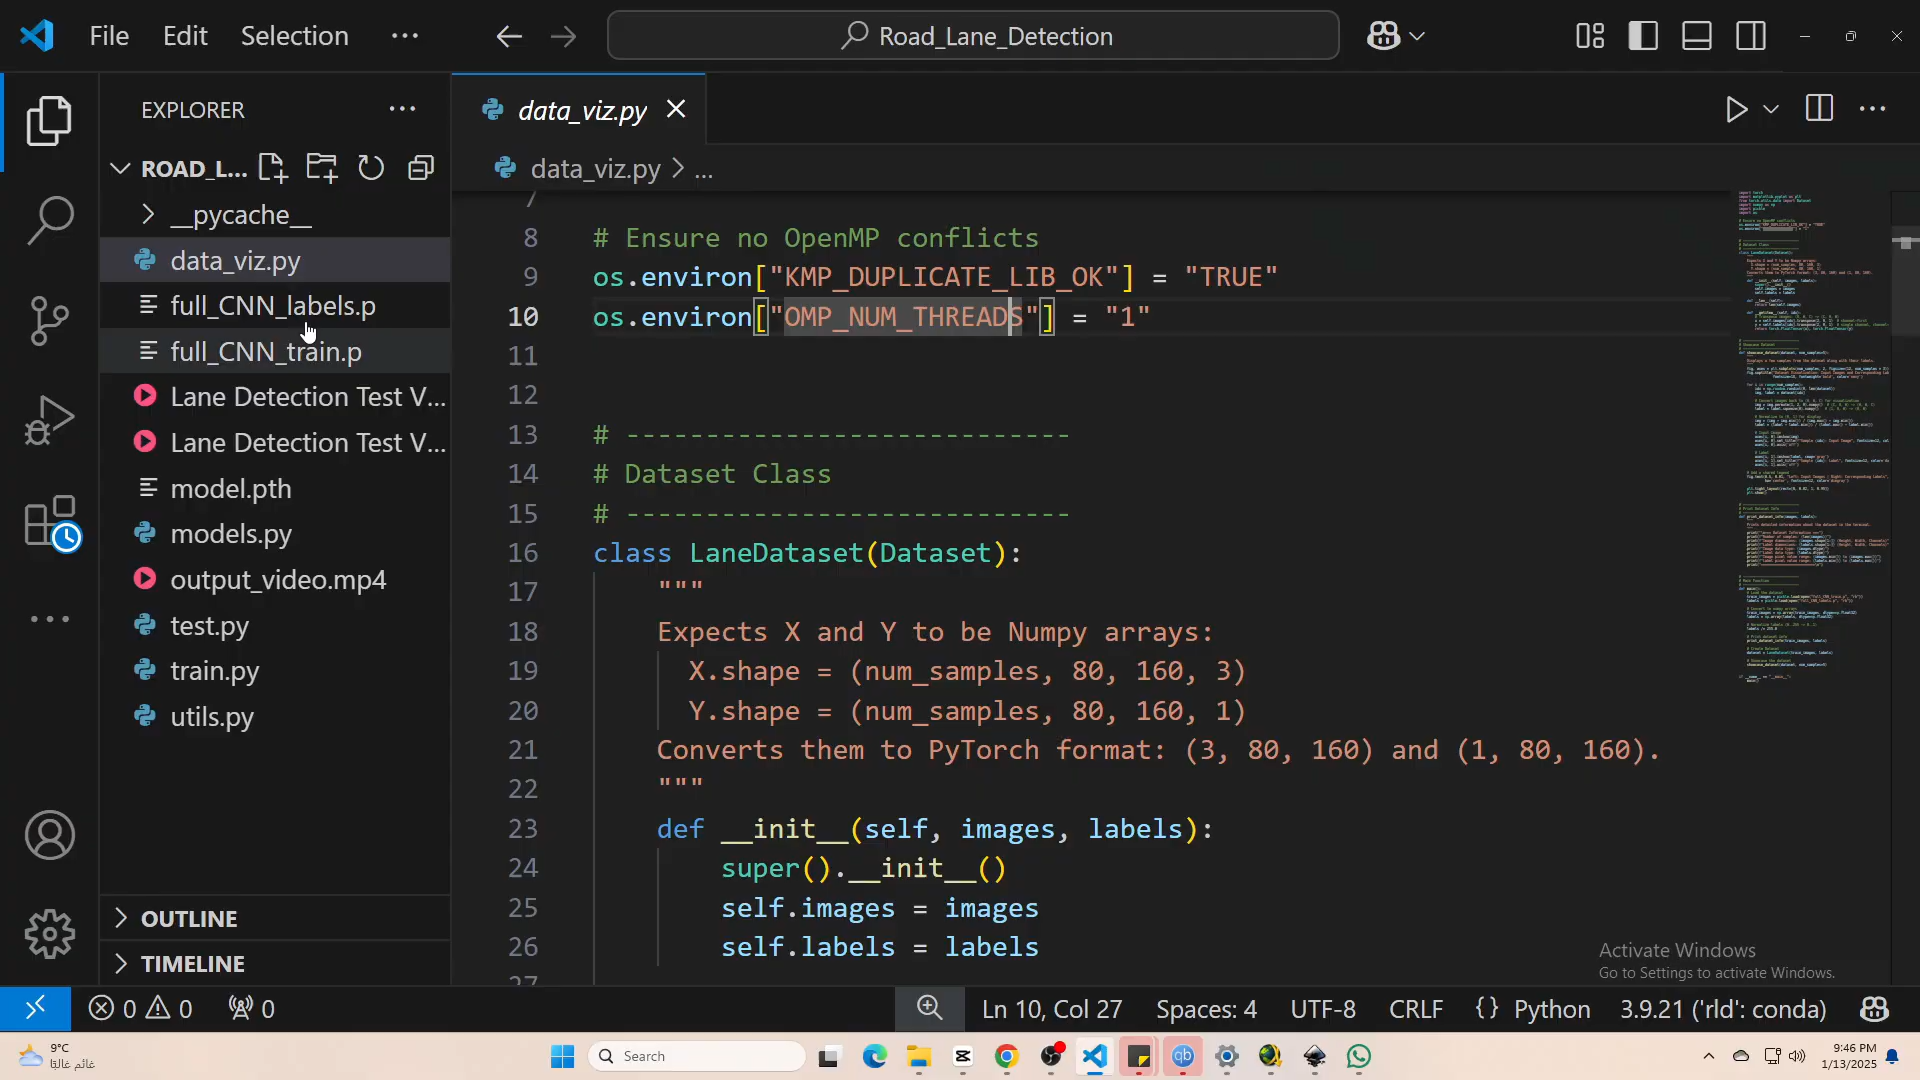 File Edit Selection ...
Road_Lane_Detection
EXPLORER
ROAD_L...
__pycache__
data_viz.py
full_CNN_labels.p
full_CNN_train.p
Lane Detection Test V...
Lane Detection Test V...
model.pth
models.py
output_video.mp4
test.py
train.py
utils.py
OUTLINE
TIMELINE
data_viz.py
data_viz.py > ...
7
8 # Ensure no OpenMP conflicts
9 os.environ["KMP_DUPLICATE_LIB_OK"] = "TRUE"
10 os.environ["OMP_NUM_THREADS"] = "1"
11
12
13 # ----------------------------
14 # Dataset Class
15 # ----------------------------
16 class LaneDataset(Dataset):
17 """
18 Expects X and Y to be Numpy arrays:
19 X.shape = (num_samples, 80, 160, 3)
20 Y.shape = (num_samples, 80, 160, 1)
21 Converts them to PyTorch format: (3, 80, 160) and (1, 80, 160).
22 """
23 def __init__(self, images, labels):
24 super().__init__()
25 self.images = images
26 self.labels = labels
27
Activate Windows
Go to Settings to activate Windows.
0 0 0
Ln 10, Col 27 Spaces: 4 UTF-8 CRLF {} Python 3.9.21 ('rld': conda)
9°C
غائم غالبًا
Search
9:46 PM
1/13/2025